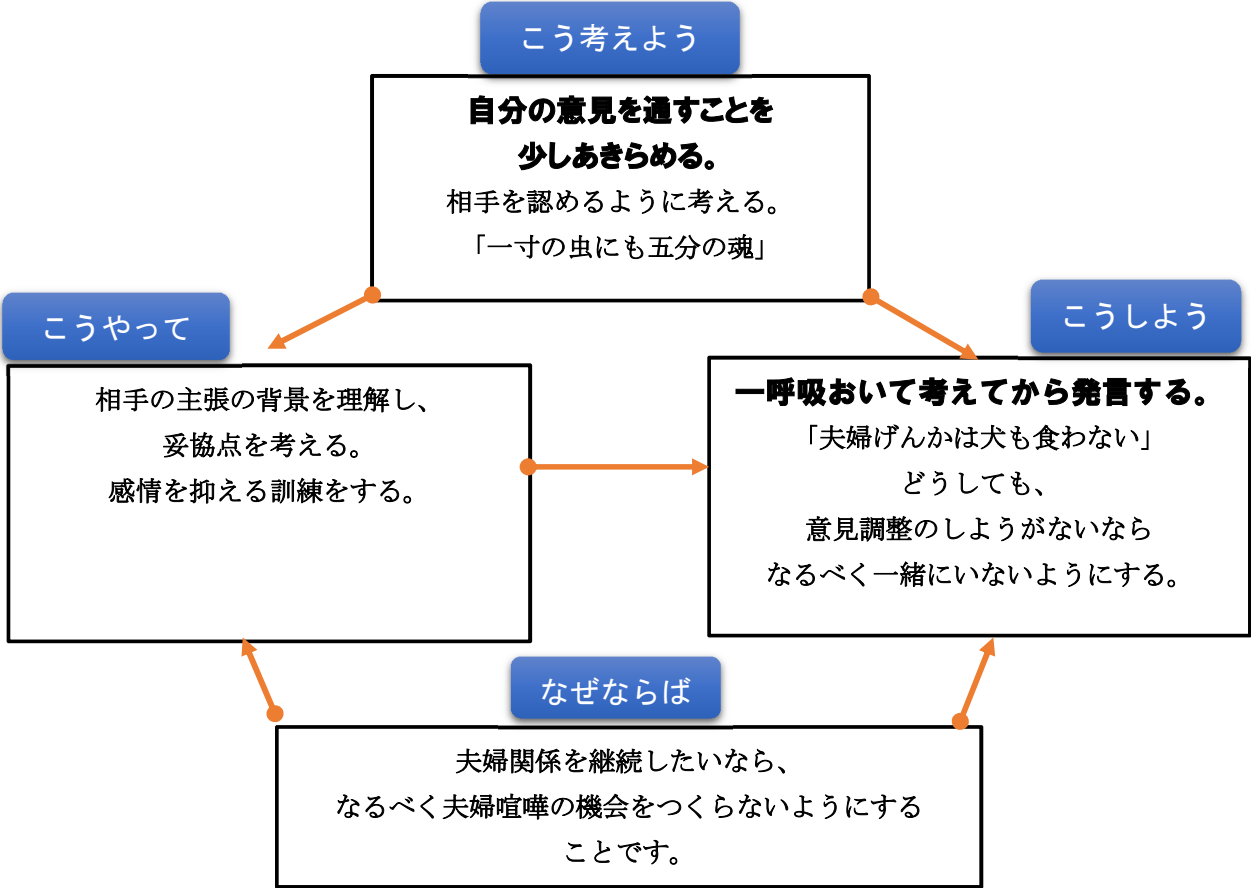 こう考えよう
自分の意見を通すことを
少しあきらめる。
相手を認めるように考える。
「一寸の虫にも五分の魂」
こうやって
相手の主張の背景を理解し、
妥協点を考える。
感情を抑える訓練をする。
こうしよう
一呼吸おいて考えてから発言する。
「夫婦げんかは犬も食わない」
どうしても、
意見調整のしようがないなら
なるべく一緒にいないようにする。
なぜならば
夫婦関係を継続したいなら、
なるべく夫婦喧嘩の機会をつくらないようにする
ことです。